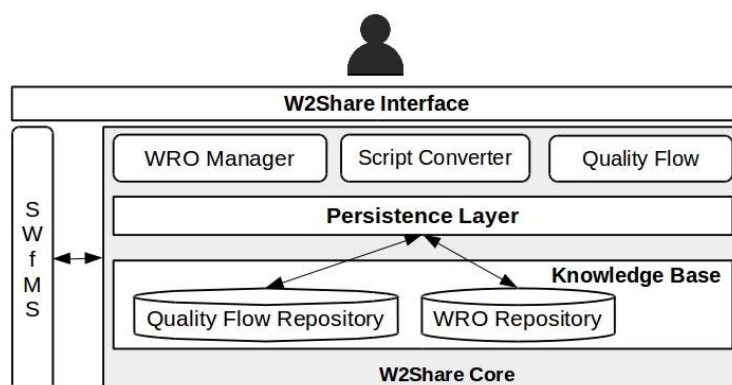 W2Share Interface
SWfMS
WRO Manager
Script Converter
Quality Flow
Persistence Layer
Knowledge Base
Quality Flow Repository
WRO Repository
W2Share Core